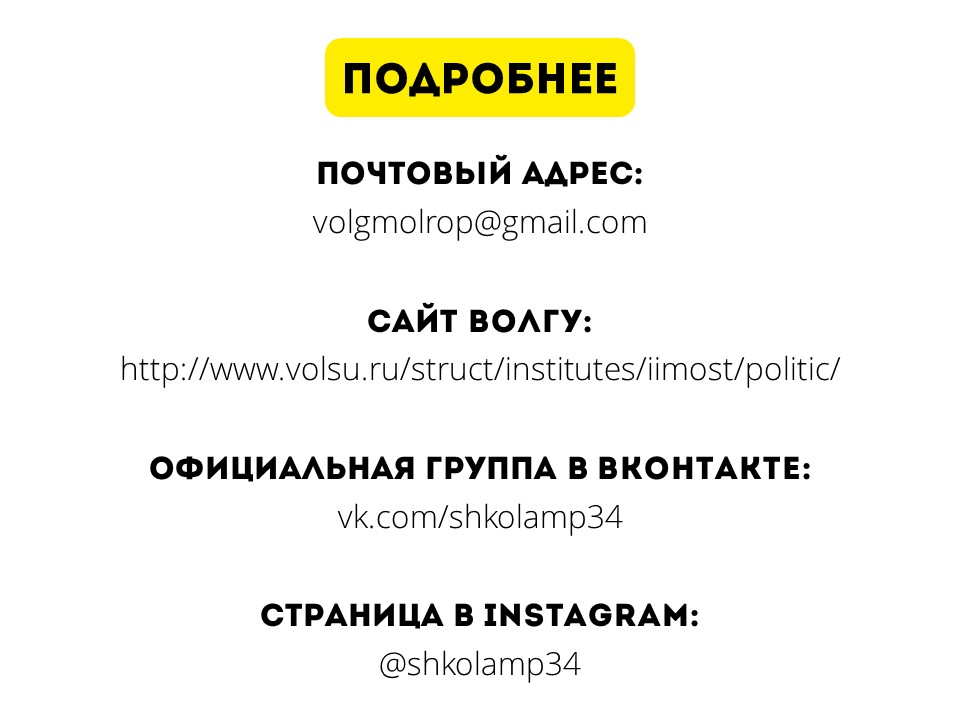 ПОДРОБНЕЕ
ПОЧТОВЫЙ АДРЕС:
volgmolrop@gmail.com
САЙТ ВОЛГУ:
http://www.volsu.ru/struct/institutes/iimost/politic/
ОФИЦИАЛЬНАЯ ГРУППА В ВКОНТАКТЕ:
vk.com/shkolamp34
СТРАНИЦА В INSTAGRAM:
@shkolamp34